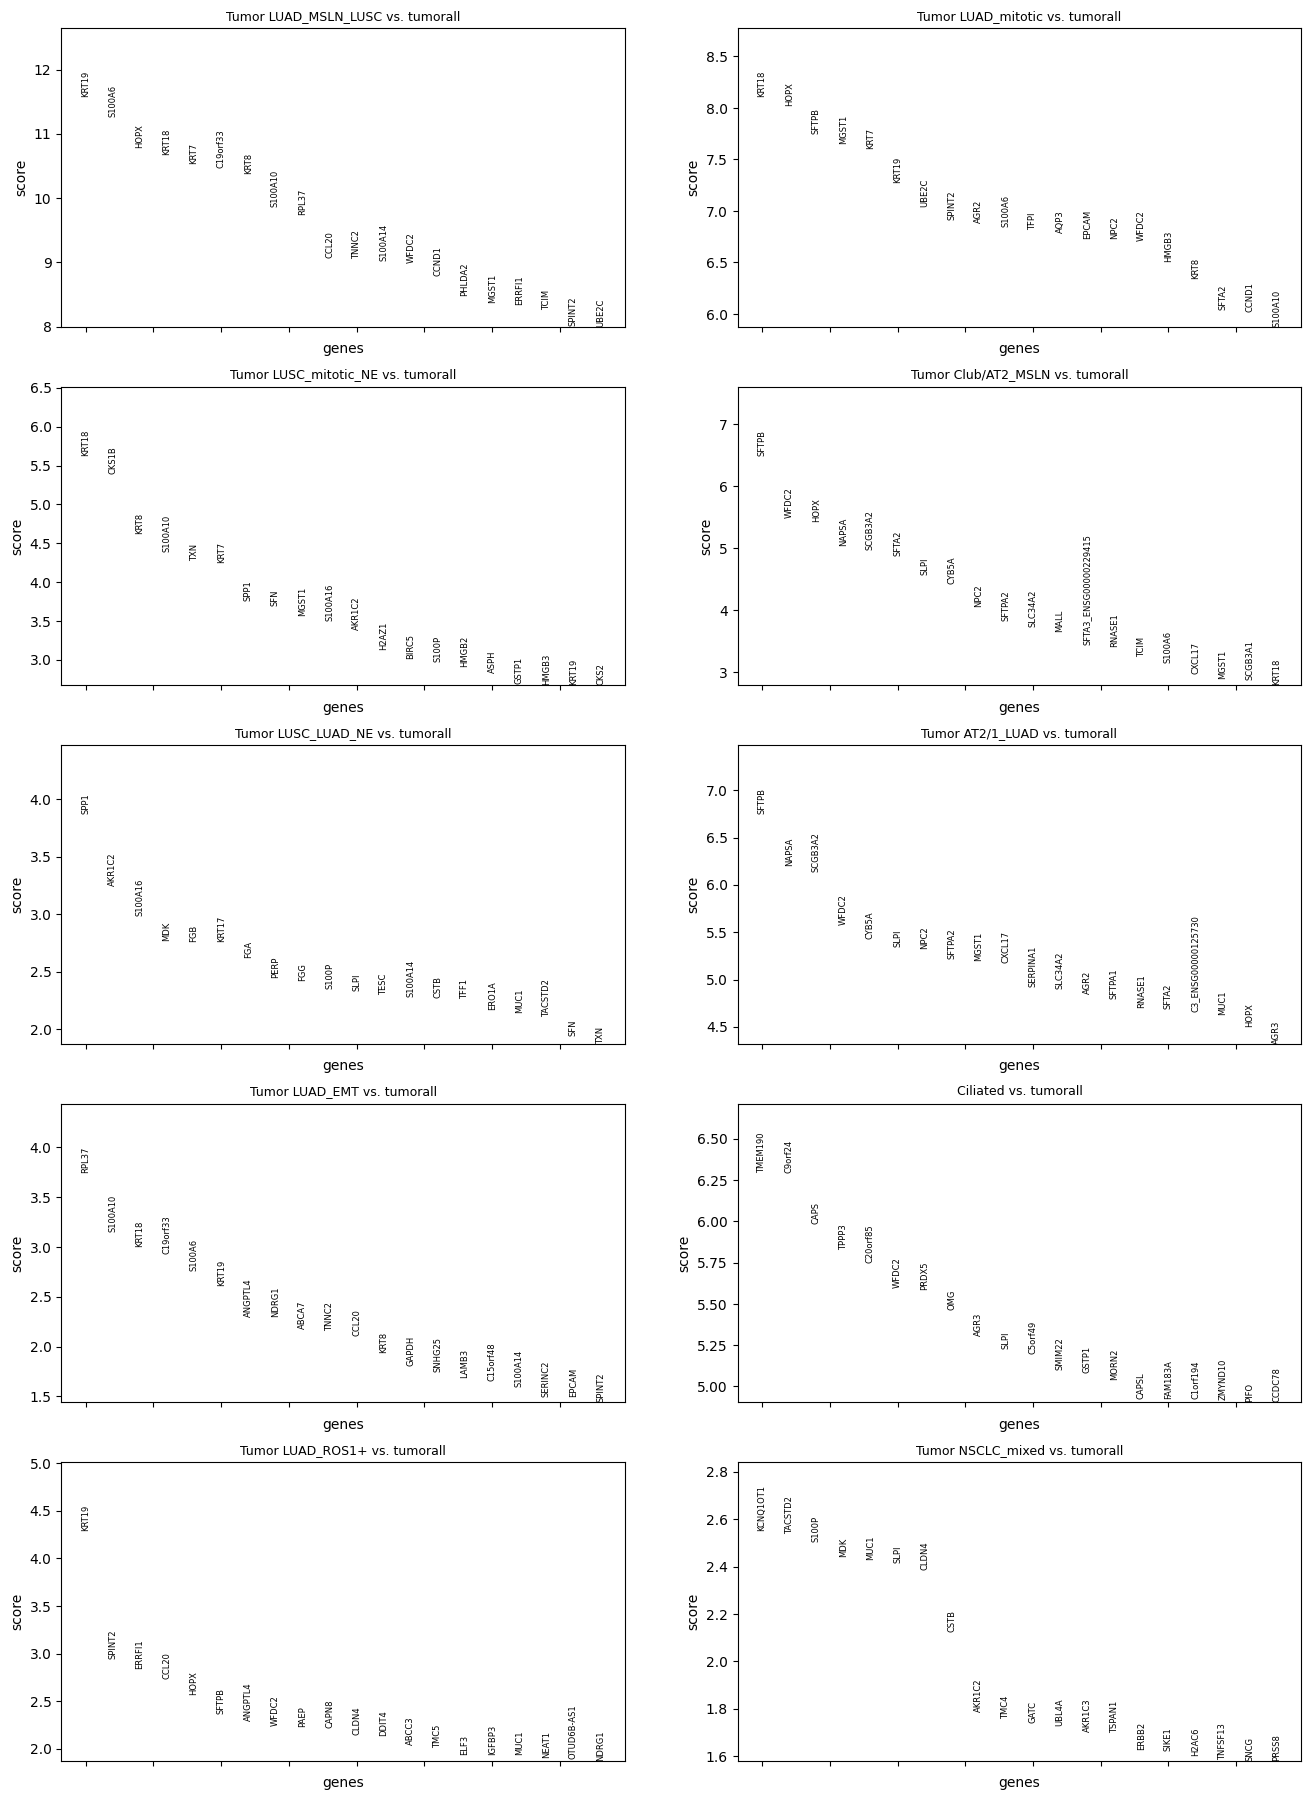 Tumor LUAD_MSLN_LUSC vs. tumorall
score
12
11
10
9
8
KRT19
S100A6
HOPX
KRT18
KRT7
C19orf33
KRT8
S100A10
RPL37
CCL20
TNNC2
S100A14
WFDC2
CCND1
PHLDA2
MGST1
ERRFI1
TCIM
SPINT2
UBE2C
genes
Tumor LUAD_mitotic vs. tumorall
score
8.5
8.0
7.5
7.0
6.5
6.0
KRT18
HOPX
SFTPB
MGST1
KRT7
KRT19
UBE2C
SPINT2
AGR2
S100A6
TFPI
AQP3
EPCAM
NPC2
WFDC2
HMGB3
KRT8
SFTA2
CCND1
S100A10
genes
Tumor LUSC_mitotic_NE vs. tumorall
score
6.5
6.0
5.5
5.0
4.5
4.0
3.5
3.0
KRT18
CKS1B
KRT8
S100A10
TXN
KRT7
SPP1
SFN
MGST1
S100A16
AKR1C2
H2AZ1
BIRC5
S100P
HMGB2
ASPH
GSTP1
HMGB3
KRT19
CKS2
genes
Tumor Club/AT2_MSLN vs. tumorall
score
7
6
5
4
3
SFTPB
WFDC2
HOPX
NAPSA
SCGB3A2
SFTA2
SLPI
CYB5A
NPC2
SFTPA2
SLC34A2
MALL
SFTA3_ENSG00000229415
RNASE1
TCIM
S100A6
CXCL17
MGST1
SCGB3A1
KRT18
genes
Tumor LUSC_LUAD_NE vs. tumorall
score
4.0
3.5
3.0
2.5
2.0
SPP1
AKR1C2
S100A16
MDK
FGB
KRT17
FGA
PERP
FGG
S100P
SLPI
TESC
S100A14
CSTB
TFF1
ERO1A
MUC1
TACSTD2
SFN
TXN
genes
Tumor AT2/1_LUAD vs. tumorall
score
7.0
6.5
6.0
5.5
5.0
4.5
SFTPB
NAPSA
SCGB3A2
WFDC2
CYB5A
SLPI
NPC2
SFTPA2
MGST1
CXCL17
SERPINA1
SLC34A2
AGR2
SFTPA1
RNASE1
SFTA2
C3_ENSG00000125730
MUC1
HOPX
AGR3
genes
Tumor LUAD_EMT vs. tumorall
score
4.0
3.5
3.0
2.5
2.0
1.5
RPL37
S100A10
KRT18
C19orf33
S100A6
KRT19
ANGPTL4
NDRG1
ABCA7
TNNC2
CCL20
KRT8
GAPDH
SNHG25
LAMB3
C15orf48
S100A14
SERINC2
EPCAM
SPINT2
genes
Ciliated vs. tumorall
score
6.50
6.25
6.00
5.75
5.50
5.25
5.00
TMEM190
C9orf24
CAPS
TPPP3
C20orf85
WFDC2
PRDX5
OMG
AGR3
SLPI
C5orf49
SMIM22
GSTP1
MORN2
CAPSL
FAM183A
C1orf194
ZMYND10
PIFO
CCDC78
genes
Tumor LUAD_ROS1+ vs. tumorall
score
5.0
4.5
4.0
3.5
3.0
2.5
2.0
KRT19
SPINT2
ERRFI1
CCL20
HOPX
SFTPB
ANGPTL4
WFDC2
PAEP
CAPN8
CLDN4
DDIT4
ABCC3
TMC5
ELF3
IGFBP3
MUC1
NEAT1
OTUD6B-AS1
NDRG1
genes
Tumor NSCLC_mixed vs. tumorall
score
2.8
2.6
2.4
2.2
2.0
1.8
1.6
KCNQ1OT1
TACSTD2
S100P
MDK
MUC1
SLPI
CLDN4
CSTB
AKR1C2
TMC4
GATC
UBL4A
AKR1C3
TSPAN1
ERBB2
SIKE1
H2AC6
TNFSF13
SNCG
PRSS8
genes